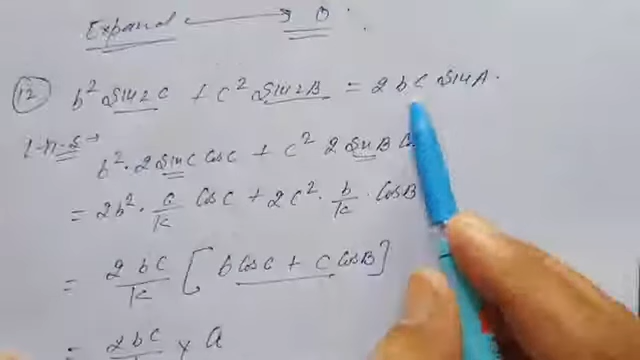 Expand → 0
12 b² Sin2C + c² Sin2B = 2bc SinA.
L-H-S→
b² · 2 SinC CosC + c² 2 SinB Co
= 2b² · c/k CosC + 2c² · b/k · CosB
= 2bc/k [b CosC + c CosB]
= 2bc/k × a